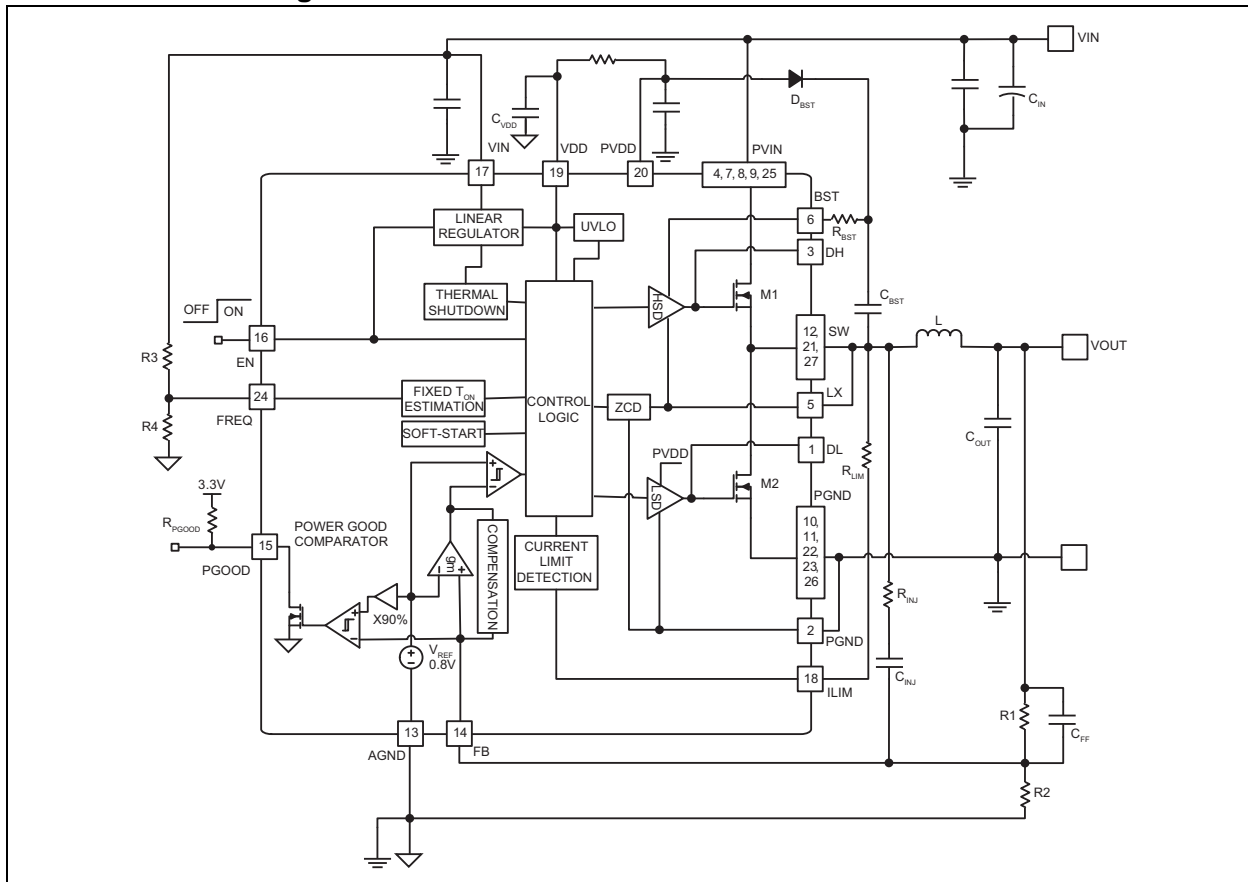 g
VIN
D_BST
C_IN
C_VDD
VIN
VDD
PVDD
PVIN
17
19
20
4, 7, 8, 9, 25
BST
6
R_BST
LINEAR
REGULATOR
UVLO
3
DH
THERMAL
SHUTDOWN
HSD
M1
C_BST
OFF
ON
16
EN
12,
21,
27
SW
L
VOUT
R3
24
FREQ
FIXED T_ON
ESTIMATION
CONTROL
LOGIC
ZCD
5
LX
R4
SOFT-START
1
DL
C_OUT
R_LIM
PVDD
LSD
M2
3.3V
R_PGOOD
POWER GOOD
COMPARATOR
15
PGOOD
gm
COMPENSATION
CURRENT
LIMIT
DETECTION
PGND
10,
11,
22,
23,
26
X90%
R_INJ
2
PGND
V_REF
0.8V
18
ILIM
C_INJ
R1
C_FF
13
14
AGND
FB
R2